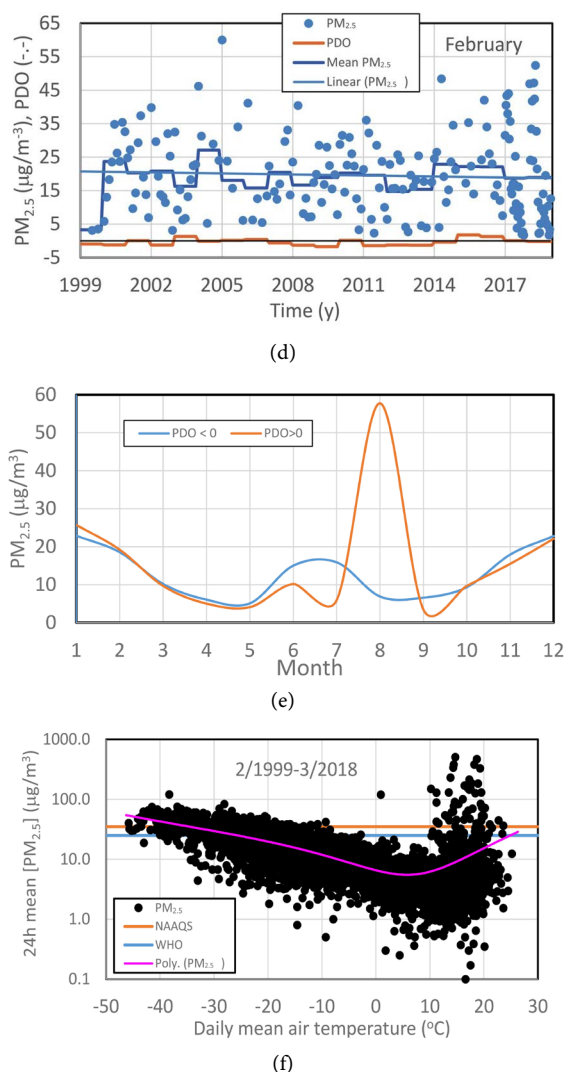 65
55
45
35
25
15
5
-5
PM2.5 (µg/m-3), PDO (-.-)
PM2.5
PDO
Mean PM2.5
Linear (PM2.5 )
February
1999 2002 2005 2008 2011 2014 2017
Time (y)
(d)
60
50
40
30
20
10
0
PM2.5 (µg/m3)
PDO < 0 PDO>0
1 2 3 4 5 6 7 8 9 10 11 12
Month
(e)
1000.0
100.0
10.0
1.0
0.1
24h mean [PM2.5] (µg/m3)
2/1999-3/2018
PM2.5
NAAQS
WHO
Poly. (PM2.5 )
-50 -40 -30 -20 -10 0 10 20 30
Daily mean air temperature (oC)
(f)